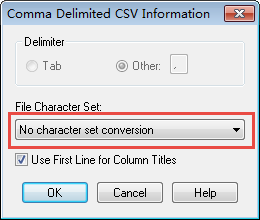 Comma Delimited CSV Information
Delimiter
Tab
Other:
,
File Character Set:
No character set conversion
Use First Line for Column Titles
OK
Cancel
Help